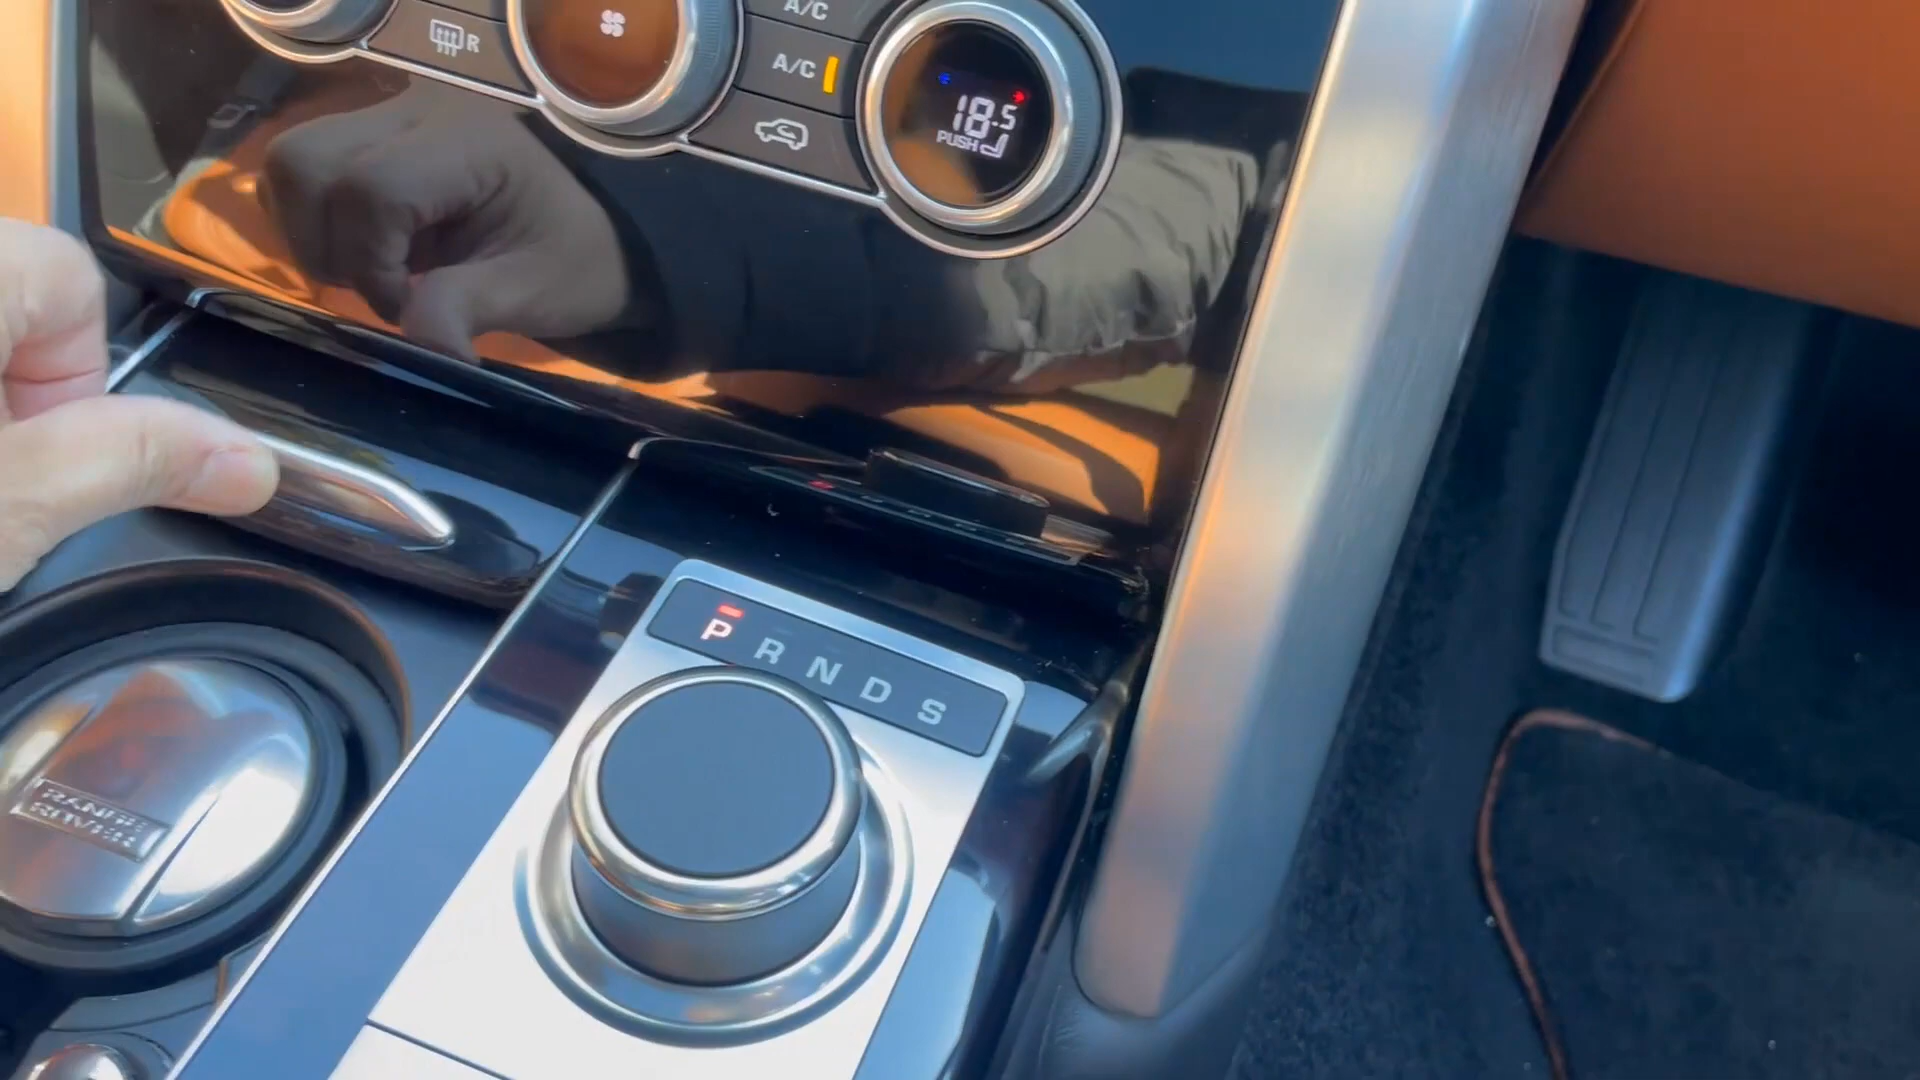 A/C
R
A/C
18.5
PUSH
P R N D S
RANGE
ROVER